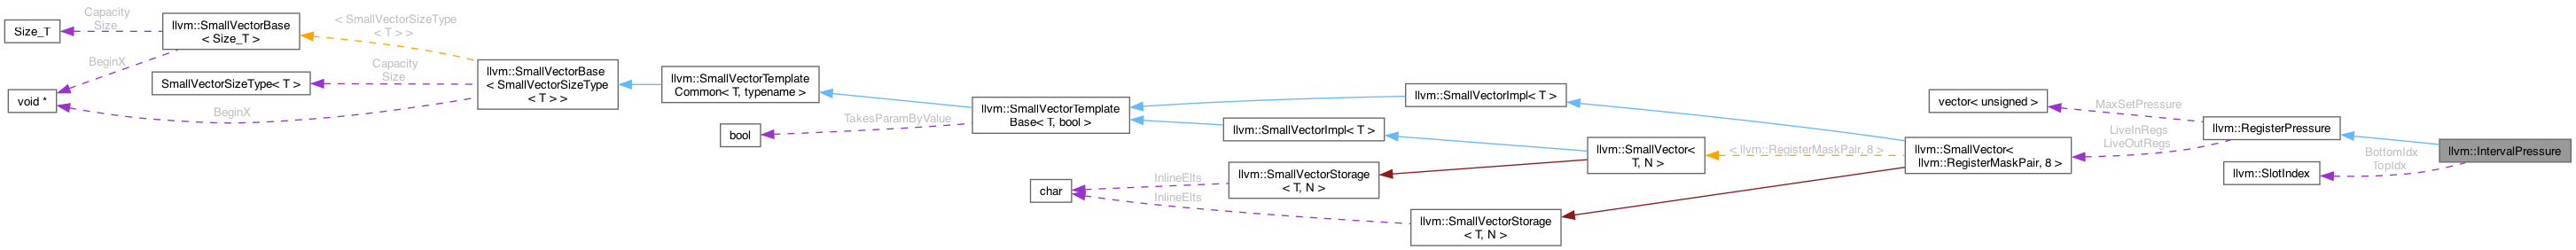 Size_T
void *
Capacity
Size
BeginX
llvm::SmallVectorBase
< Size_T >
SmallVectorSizeType< T >
< SmallVectorSizeType
< T > >
Capacity
Size
BeginX
llvm::SmallVectorBase
< SmallVectorSizeType
< T > >
llvm::SmallVectorTemplate
Common< T, typename >
bool
TakesParamByValue
llvm::SmallVectorTemplate
Base< T, bool >
char
InlineElts
InlineElts
llvm::SmallVectorImpl< T >
llvm::SmallVectorImpl< T >
llvm::SmallVectorStorage
< T, N >
llvm::SmallVectorStorage
< T, N >
llvm::SmallVector<
T, N >
< llvm::RegisterMaskPair, 8 >
llvm::SmallVector<
llvm::RegisterMaskPair, 8 >
vector< unsigned >
MaxSetPressure
LiveInRegs
LiveOutRegs
llvm::RegisterPressure
llvm::SlotIndex
BottomIdx
TopIdx
llvm::IntervalPressure